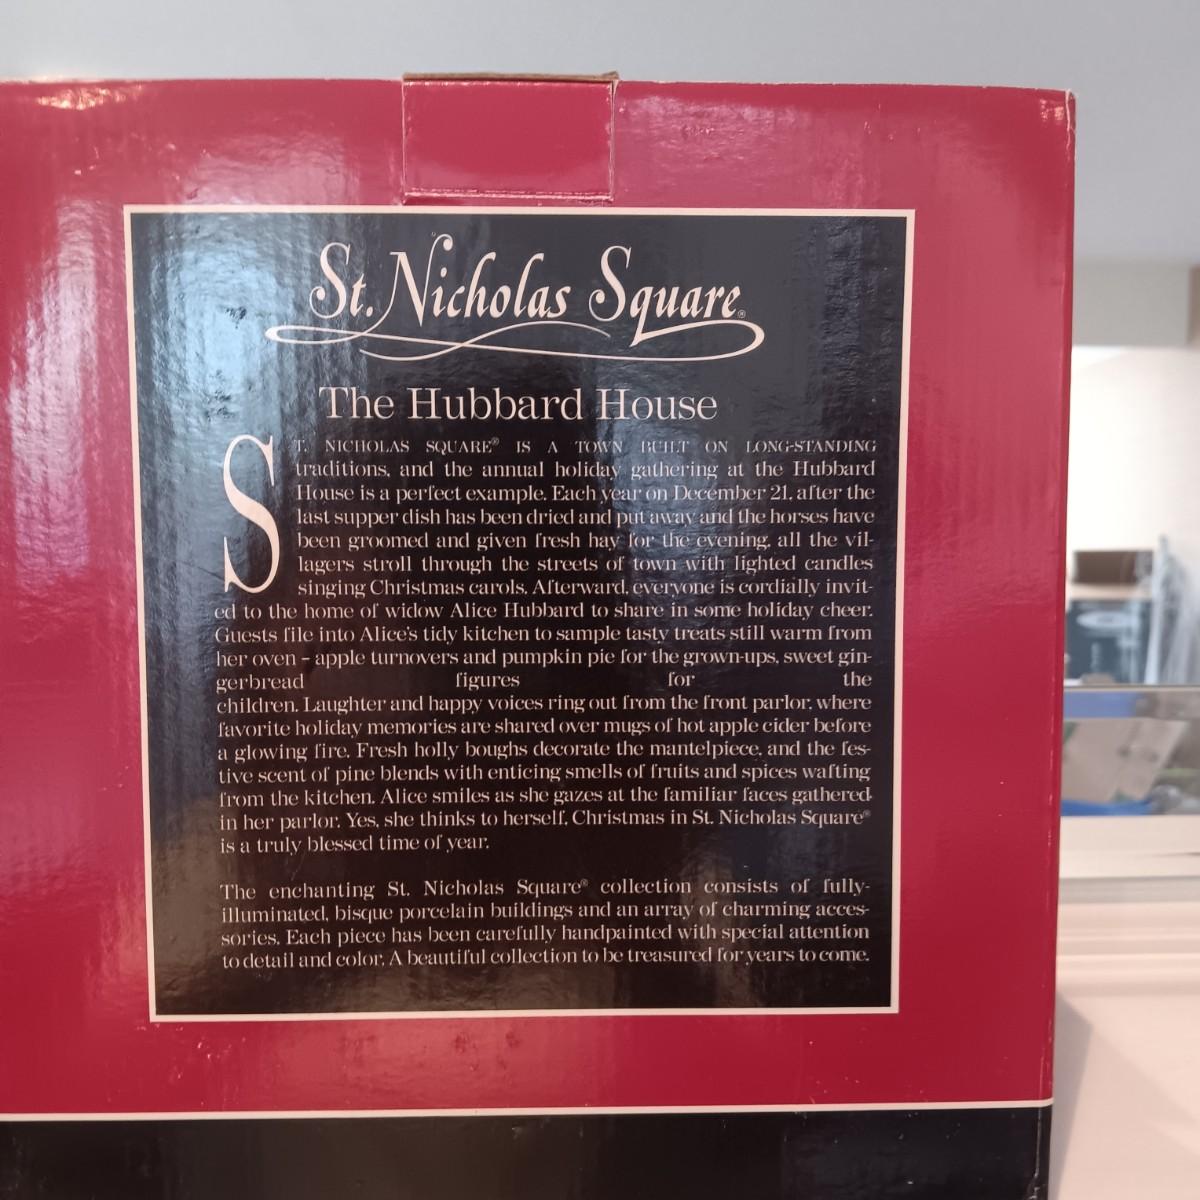 St. Nicholas Square®
The Hubbard House
ST. NICHOLAS SQUARE® IS A TOWN BUILT ON LONG-STANDING
traditions, and the annual holiday gathering at the Hubbard
House is a perfect example. Each year on December 21, after the
last supper dish has been dried and put away and the horses have
been groomed and given fresh hay for the evening, all the vil-
lagers stroll through the streets of town with lighted candles
singing Christmas carols. Afterward, everyone is cordially invit-
ed to the home of widow Alice Hubbard to share in some holiday cheer.
Guests file into Alice's tidy kitchen to sample tasty treats still warm from
her oven – apple turnovers and pumpkin pie for the grown-ups, sweet gin-
gerbread figures for the
children. Laughter and happy voices ring out from the front parlor, where
favorite holiday memories are shared over mugs of hot apple cider before
a glowing fire. Fresh holly boughs decorate the mantelpiece, and the fes-
tive scent of pine blends with enticing smells of fruits and spices wafting
from the kitchen. Alice smiles as she gazes at the familiar faces gathered
in her parlor. Yes, she thinks to herself, Christmas in St. Nicholas Square®
is a truly blessed time of year.
The enchanting St. Nicholas Square® collection consists of fully-
illuminated, bisque porcelain buildings and an array of charming acces-
sories. Each piece has been carefully handpainted with special attention
to detail and color. A beautiful collection to be treasured for years to come.